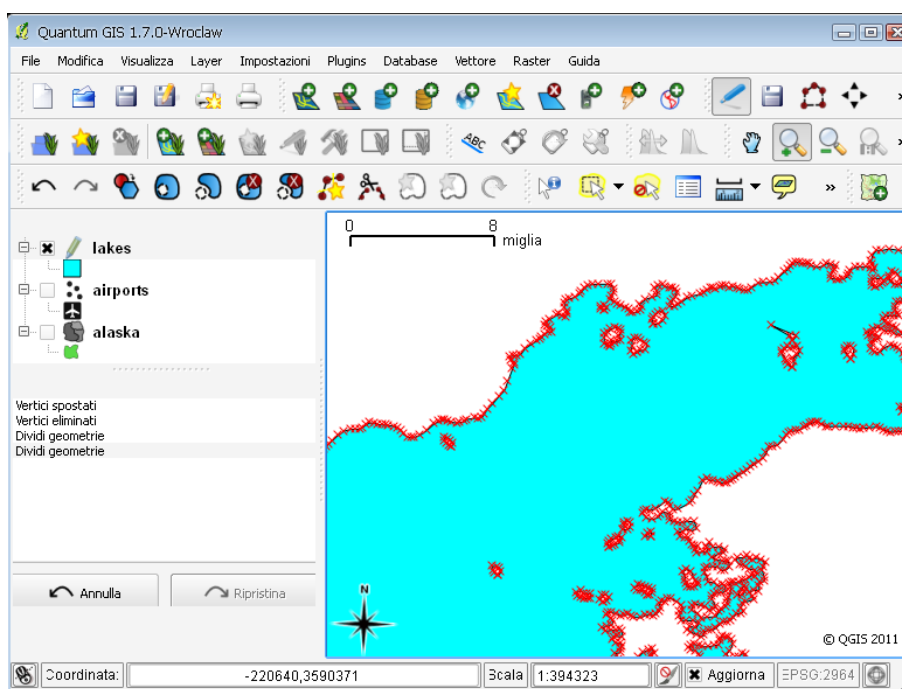 Quantum GIS 1.7.0-Wroclaw
File Modifica Visualizza Layer Impostazioni Plugins Database Vettore Raster Guida
ABC
0 8
miglia
lakes
airports
alaska
Vertici spostati
Vertici eliminati
Dividi geometrie
Dividi geometrie
Annulla Ripristina
N
© QGIS 2011
Coordinata: -220640,3590371 Scala 1:394323 Aggiorna EPSG:2964